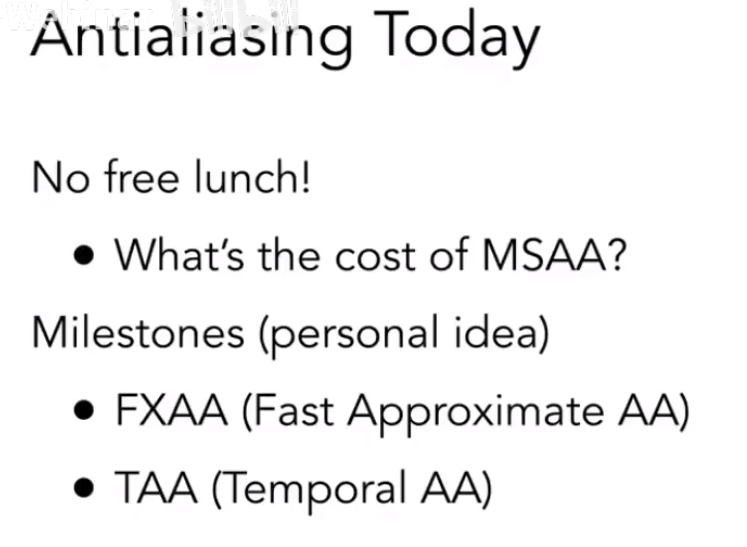 Antialiasing Today
No free lunch!
● What's the cost of MSAA?
Milestones (personal idea)
● FXAA (Fast Approximate AA)
● TAA (Temporal AA)